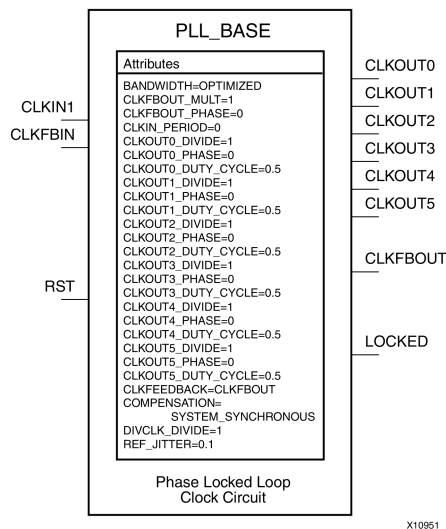 PLL_BASE
Attributes
BANDWIDTH=OPTIMIZED
CLKFBOUT_MULT=1
CLKFBOUT_PHASE=0
CLKIN_PERIOD=0
CLKOUT0_DIVIDE=1
CLKOUT0_PHASE=0
CLKOUT0_DUTY_CYCLE=0.5
CLKOUT1_DIVIDE=1
CLKOUT1_PHASE=0
CLKOUT1_DUTY_CYCLE=0.5
CLKOUT2_DIVIDE=1
CLKOUT2_PHASE=0
CLKOUT2_DUTY_CYCLE=0.5
CLKOUT3_DIVIDE=1
CLKOUT3_PHASE=0
CLKOUT3_DUTY_CYCLE=0.5
CLKOUT4_DIVIDE=1
CLKOUT4_PHASE=0
CLKOUT4_DUTY_CYCLE=0.5
CLKOUT5_DIVIDE=1
CLKOUT5_PHASE=0
CLKOUT5_DUTY_CYCLE=0.5
CLKFEEDBACK=CLKFBOUT
COMPENSATION=
SYSTEM_SYNCHRONOUS
DIVCLK_DIVIDE=1
REF_JITTER=0.1
CLKIN1
CLKFBIN
RST
CLKOUT0
CLKOUT1
CLKOUT2
CLKOUT3
CLKOUT4
CLKOUT5
CLKFBOUT
LOCKED
Phase Locked Loop
Clock Circuit
X10951